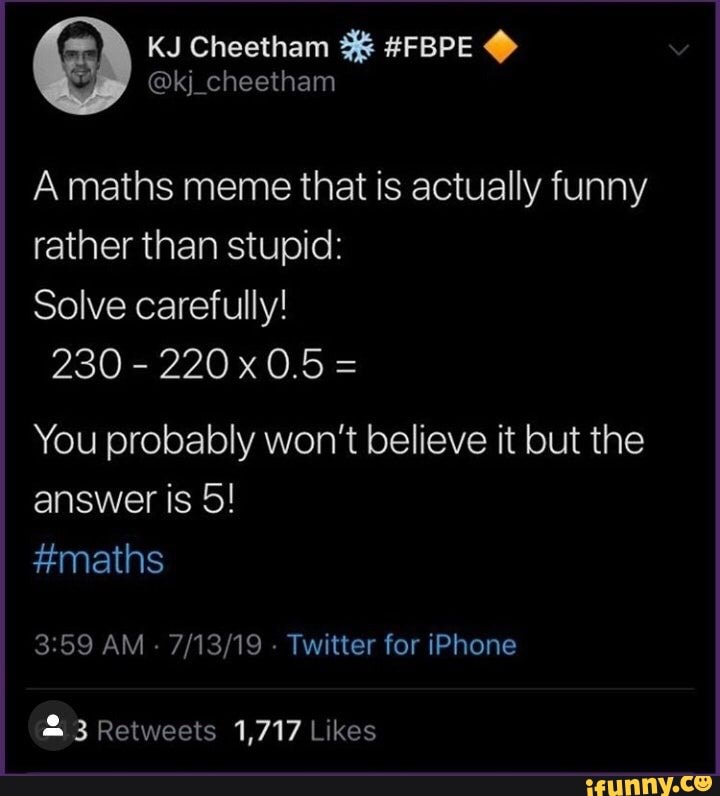 KJ Cheetham ❄ #FBPE 🔶
@kj_cheetham
A maths meme that is actually funny
rather than stupid:
Solve carefully!
230 - 220 x 0.5 =
You probably won't believe it but the
answer is 5!
#maths
3:59 AM · 7/13/19 · Twitter for iPhone
3 Retweets 1,717 Likes
ifunny.co